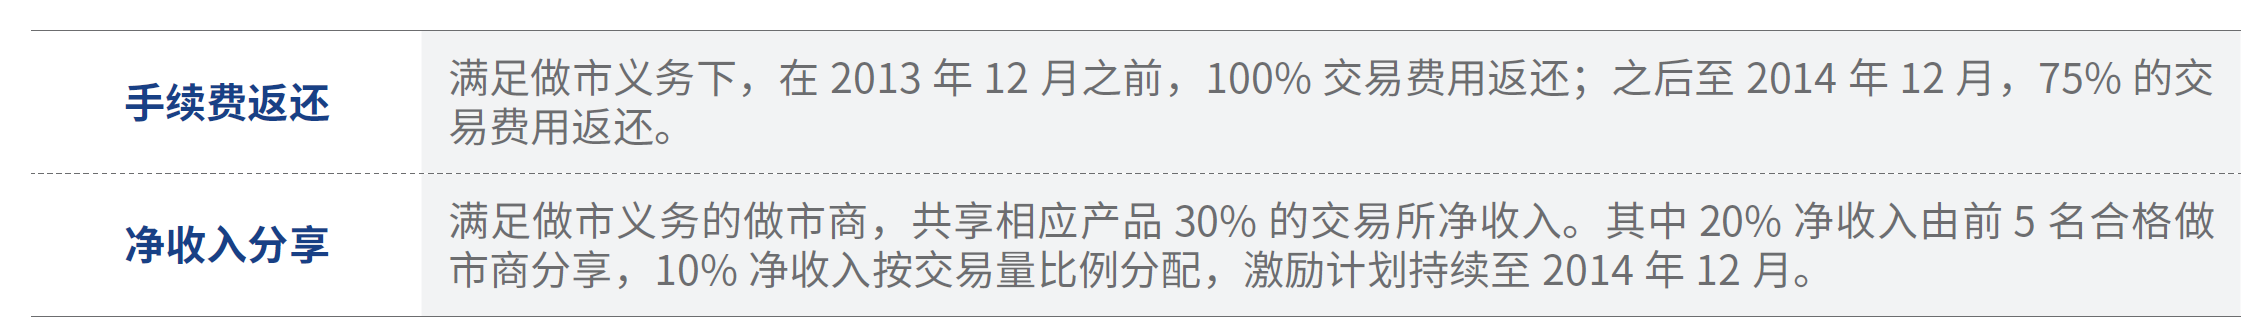 手续费返还
满足做市义务下，在 2013 年 12 月之前，100% 交易费用返还；之后至 2014 年 12 月，75% 的交
易费用返还。
净收入分享
满足做市义务的做市商，共享相应产品 30% 的交易所净收入。其中 20% 净收入由前 5 名合格做
市商分享，10% 净收入按交易量比例分配，激励计划持续至 2014 年 12 月。